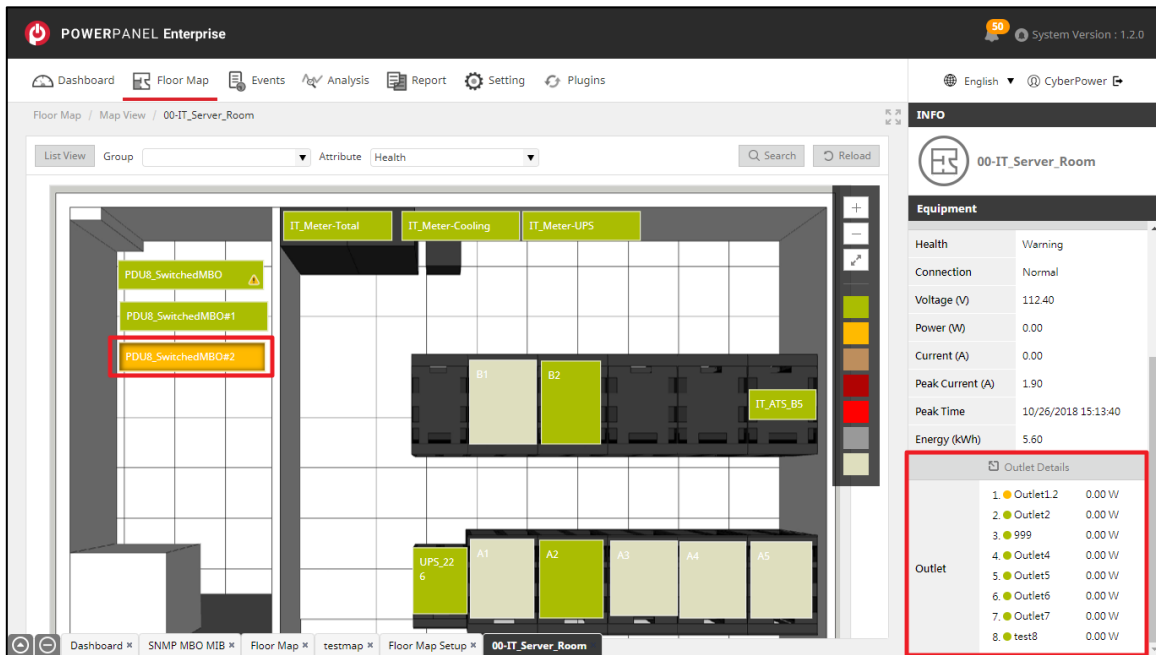 POWERPANEL Enterprise
50
System Version : 1.2.0
Dashboard Floor Map Events Analysis Report Setting Plugins
English CyberPower
Floor Map / Map View / 00-IT_Server_Room
INFO
List View Group Attribute Health Search Reload
00-IT_Server_Room
Equipment
IT_Meter-Total IT_Meter-Cooling IT_Meter-UPS
PDU8_SwitchedMBO
PDU8_SwitchedMBO#1
PDU8_SwitchedMBO#2
B1 B2
IT_ATS_B5
UPS_22
6
A1 A2 A3 A4 A5
Health Warning
Connection Normal
Voltage (V) 112.40
Power (W) 0.00
Current (A) 0.00
Peak Current (A) 1.90
Peak Time 10/26/2018 15:13:40
Energy (kWh) 5.60
Outlet Details
Outlet
1. Outlet1.2 0.00 W
2. Outlet2 0.00 W
3. 999 0.00 W
4. Outlet4 0.00 W
5. Outlet5 0.00 W
6. Outlet6 0.00 W
7. Outlet7 0.00 W
8. test8 0.00 W
Dashboard × SNMP MBO MIB × Floor Map × testmap × Floor Map Setup × 00-IT_Server_Room